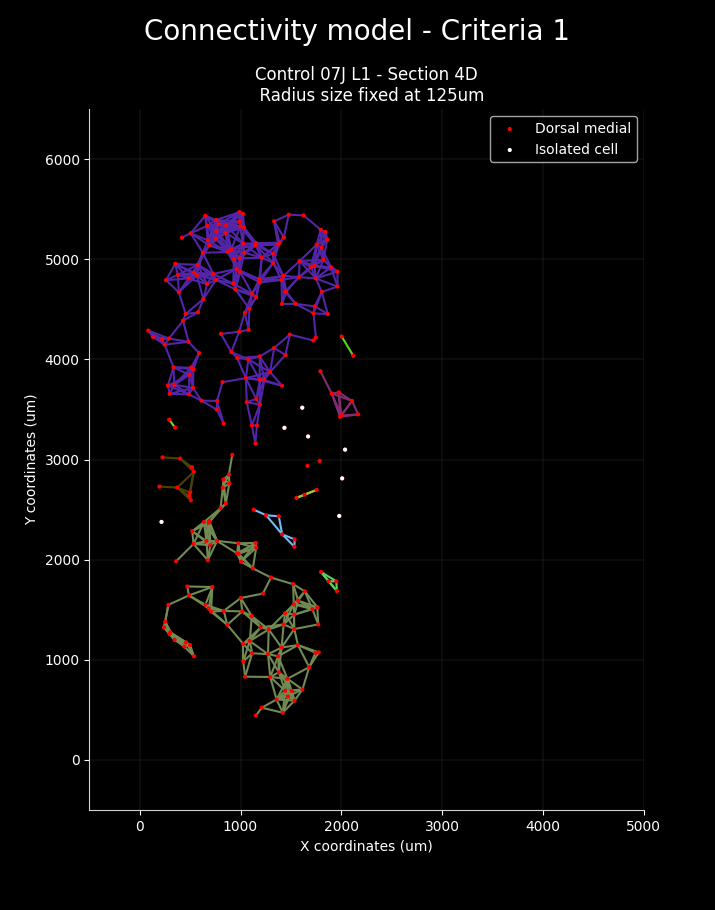 Connectivity model - Criteria 1
Control 07J L1 - Section 4D
Radius size fixed at 125um
Dorsal medial
Isolated cell
6000
5000
4000
3000
2000
1000
0
Y coordinates (um)
0 1000 2000 3000 4000 5000
X coordinates (um)